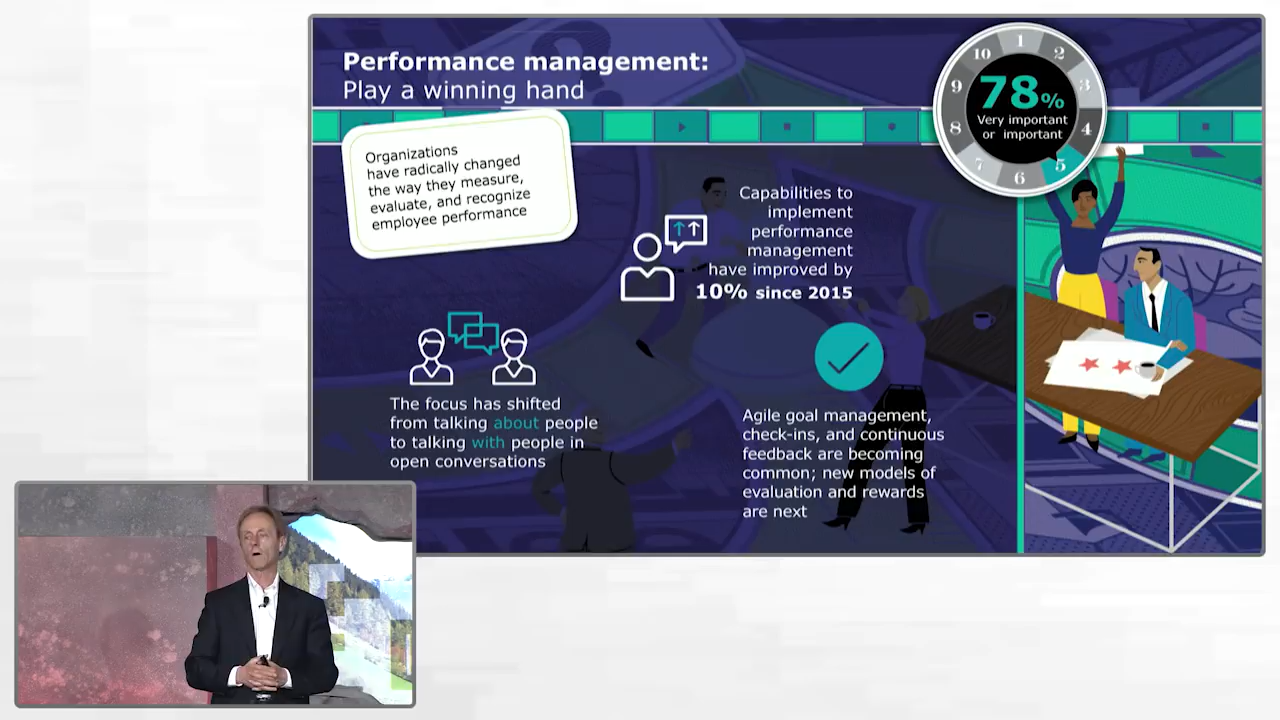 Performance management:
Play a winning hand
10
1
2
3
4
5
6
7
8
9
78%
Very important
or important
Organizations
have radically changed
the way they measure,
evaluate, and recognize
employee performance
Capabilities to
implement
performance
management
have improved by
10% since 2015
The focus has shifted
from talking about people
to talking with people in
open conversations
Agile goal management,
check-ins, and continuous
feedback are becoming
common; new models of
evaluation and rewards
are next